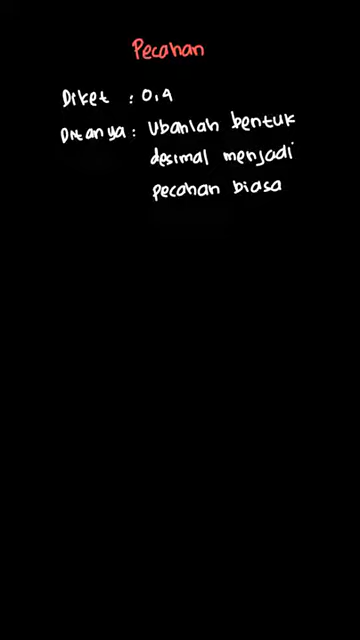 Pecahan
Diket : 0,4
Ditanya : Ubahlah bentuk
desimal menjadi
pecahan biasa